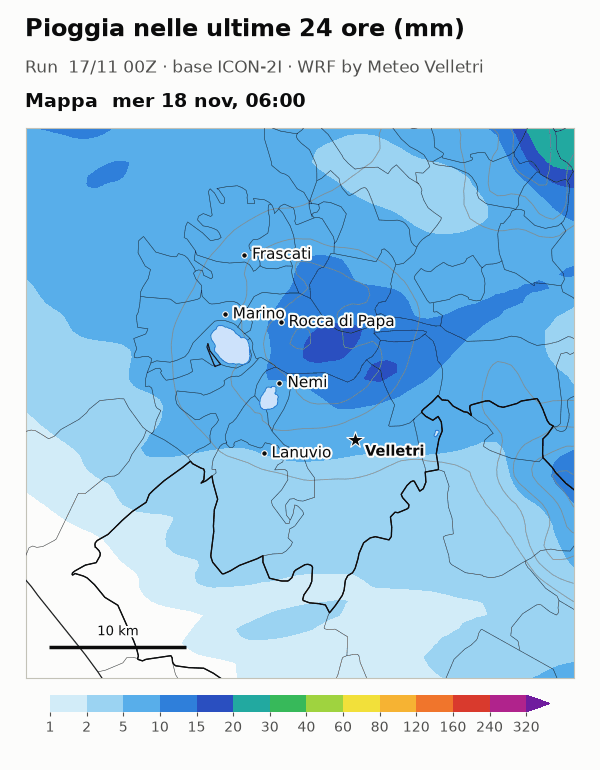 Pioggia nelle ultime 24 ore (mm)
Run  17/11 00Z · base ICON-2I · WRF by Meteo Velletri
Mappa  mer 18 nov, 06:00
Frascati
Marino
Rocca di Papa
Nemi
Velletri
Lanuvio
10 km
1 2 5 10 15 20 30 40 60 80 120 160 240 320